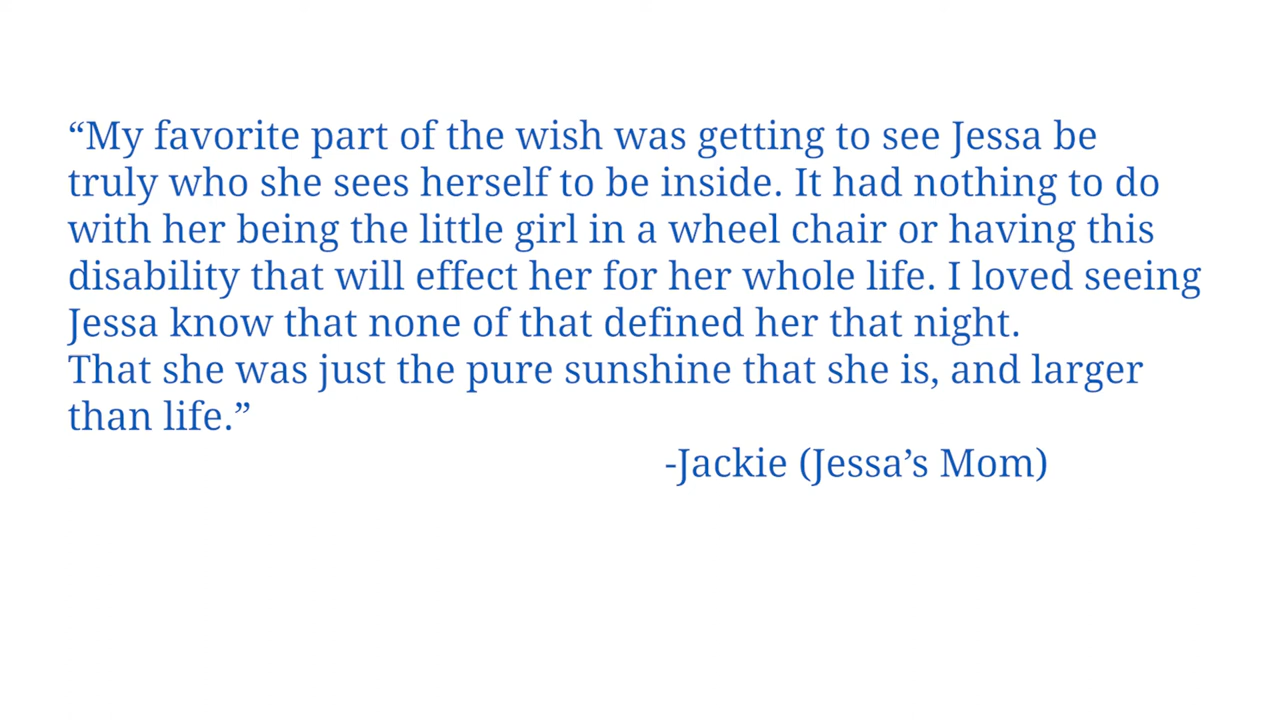 “My favorite part of the wish was getting to see Jessa be
truly who she sees herself to be inside. It had nothing to do
with her being the little girl in a wheel chair or having this
disability that will effect her for her whole life. I loved seeing
Jessa know that none of that defined her that night.
That she was just the pure sunshine that she is, and larger
than life.”
-Jackie (Jessa’s Mom)